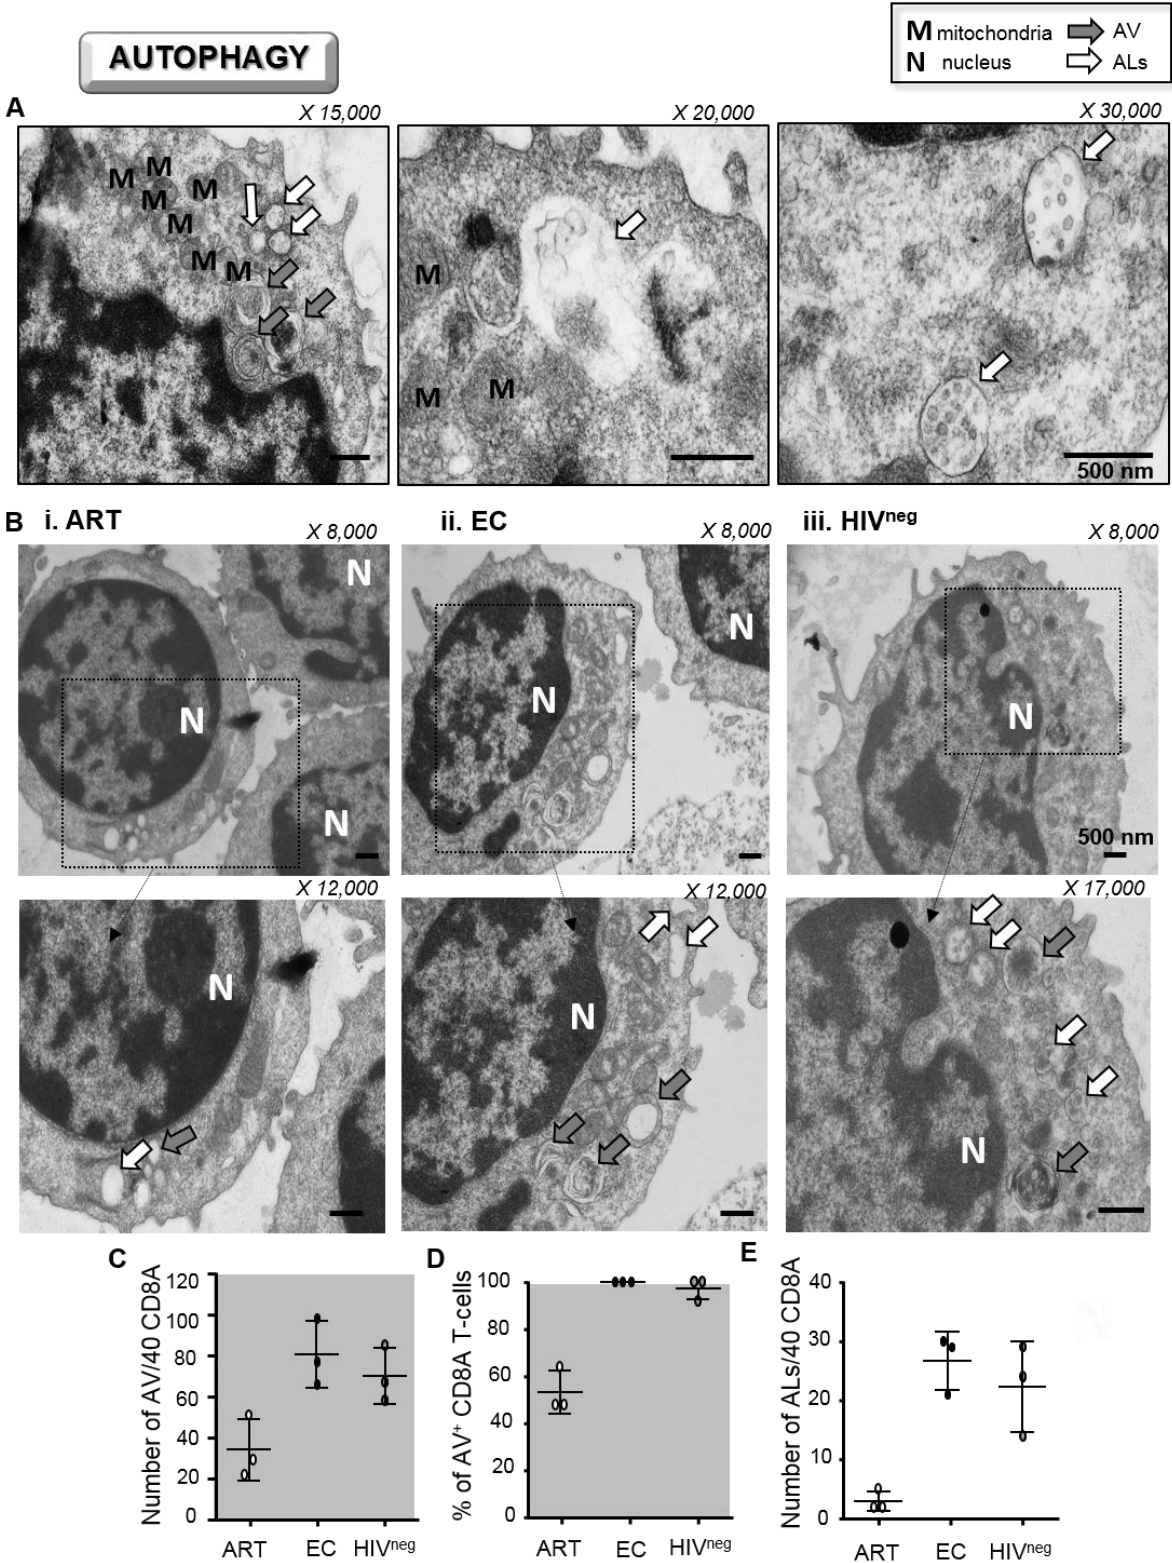 AUTOPHAGY
M mitochondria AV
N nucleus ALs
A
X 15,000
X 20,000
X 30,000
M M M M M M M
M M M
500 nm
B i. ART
ii. EC
iii. HIVneg
X 8,000
X 8,000
X 8,000
N N N
N N
N
500 nm
X 12,000
X 12,000
X 17,000
N
N
N
C
Number of AV/40 CD8A
120
100
80
60
40
20
0
ART EC HIVneg
D
% of AV+ CD8A T-cells
100
80
60
40
20
0
ART EC HIVneg
E
Number of ALs/40 CD8A
40
30
20
10
0
ART EC HIVneg